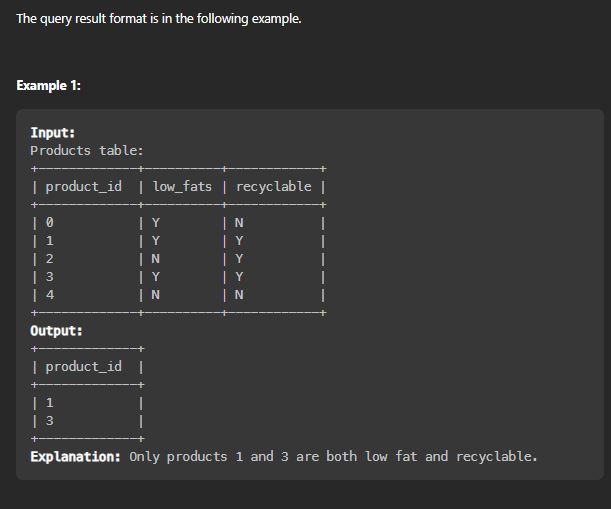 The query result format is in the following example.
Example 1:
Input:
Products table:
+-------------+----------+------------+
| product_id  | low_fats | recyclable |
+-------------+----------+------------+
| 0           | Y        | N          |
| 1           | Y        | Y          |
| 2           | N        | Y          |
| 3           | Y        | Y          |
| 4           | N        | N          |
+-------------+----------+------------+
Output:
+-------------+
| product_id  |
+-------------+
| 1           |
| 3           |
+-------------+
Explanation: Only products 1 and 3 are both low fat and recyclable.